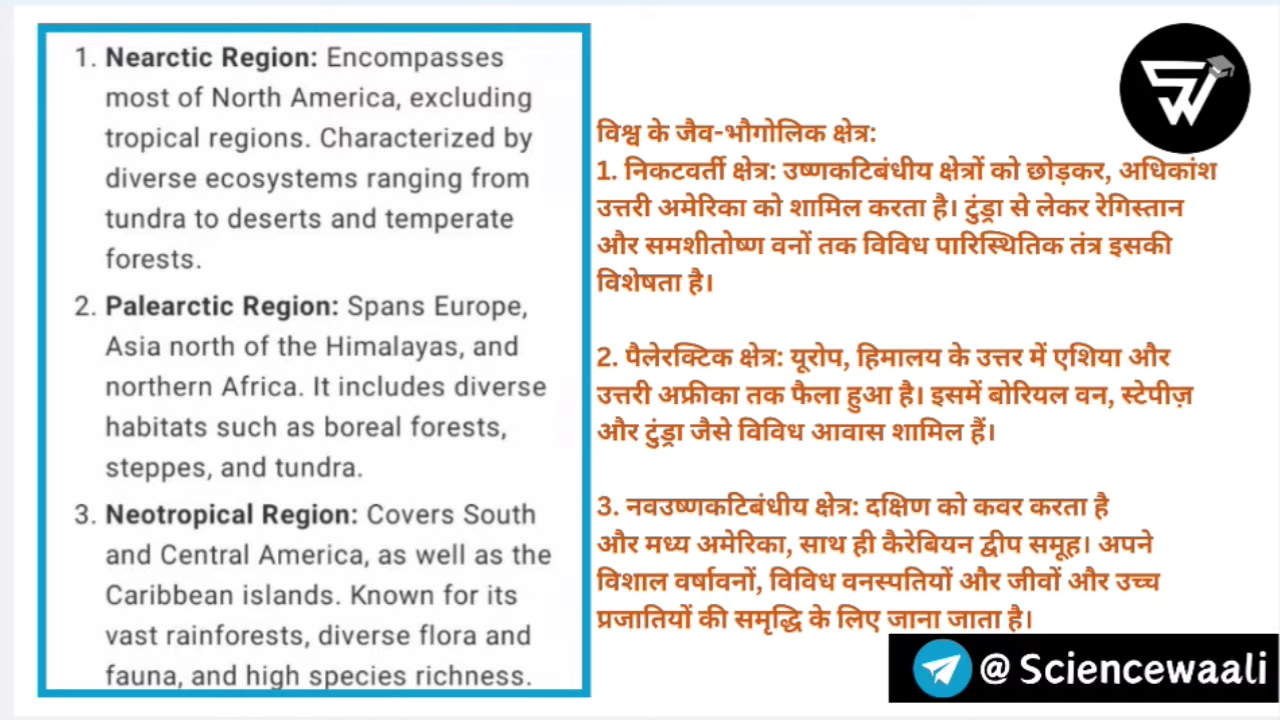 1. Nearctic Region: Encompasses
most of North America, excluding
tropical regions. Characterized by
diverse ecosystems ranging from
tundra to deserts and temperate
forests.
2. Palearctic Region: Spans Europe,
Asia north of the Himalayas, and
northern Africa. It includes diverse
habitats such as boreal forests,
steppes, and tundra.
3. Neotropical Region: Covers South
and Central America, as well as the
Caribbean islands. Known for its
vast rainforests, diverse flora and
fauna, and high species richness.
विश्व के जैव-भौगोलिक क्षेत्र:
1. निकटवर्ती क्षेत्र: उष्णकटिबंधीय क्षेत्रों को छोड़कर, अधिकांश
उत्तरी अमेरिका को शामिल करता है। टुंड्रा से लेकर रेगिस्तान
और समशीतोष्ण वनों तक विविध पारिस्थितिक तंत्र इसकी
विशेषता है।
2. पैलेरक्टिक क्षेत्र: यूरोप, हिमालय के उत्तर में एशिया और
उत्तरी अफ्रीका तक फैला हुआ है। इसमें बोरियल वन, स्टेपीज़
और टुंड्रा जैसे विविध आवास शामिल हैं।
3. नवउष्णकटिबंधीय क्षेत्र: दक्षिण को कवर करता है
और मध्य अमेरिका, साथ ही कैरेबियन द्वीप समूह। अपने
विशाल वर्षावनों, विविध वनस्पतियों और जीवों और उच्च
प्रजातियों की समृद्धि के लिए जाना जाता है।
SW
@ Sciencewaali